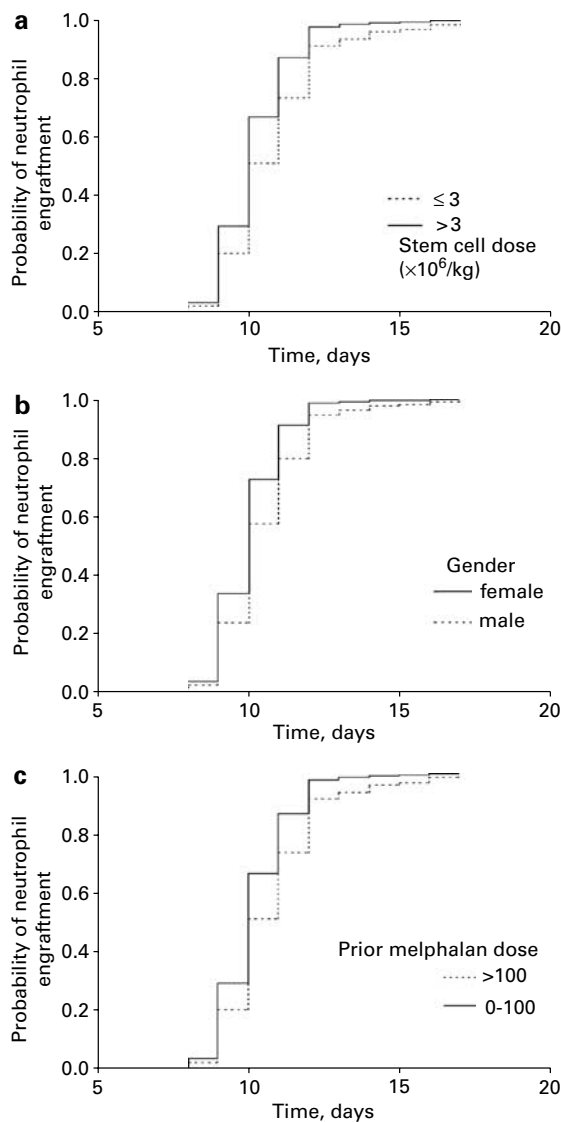 a
Probability of neutrophil
engraftment
1.0
0.8
0.6
0.4
0.2
0.0
≤ 3
> 3
Stem cell dose
(×10⁶/kg)
5
10
15
20
Time, days
b
Probability of neutrophil
engraftment
1.0
0.8
0.6
0.4
0.2
0.0
Gender
female
male
5
10
15
20
Time, days
c
Probability of neutrophil
engraftment
1.0
0.8
0.6
0.4
0.2
0.0
Prior melphalan dose
>100
0-100
5
10
15
20
Time, days